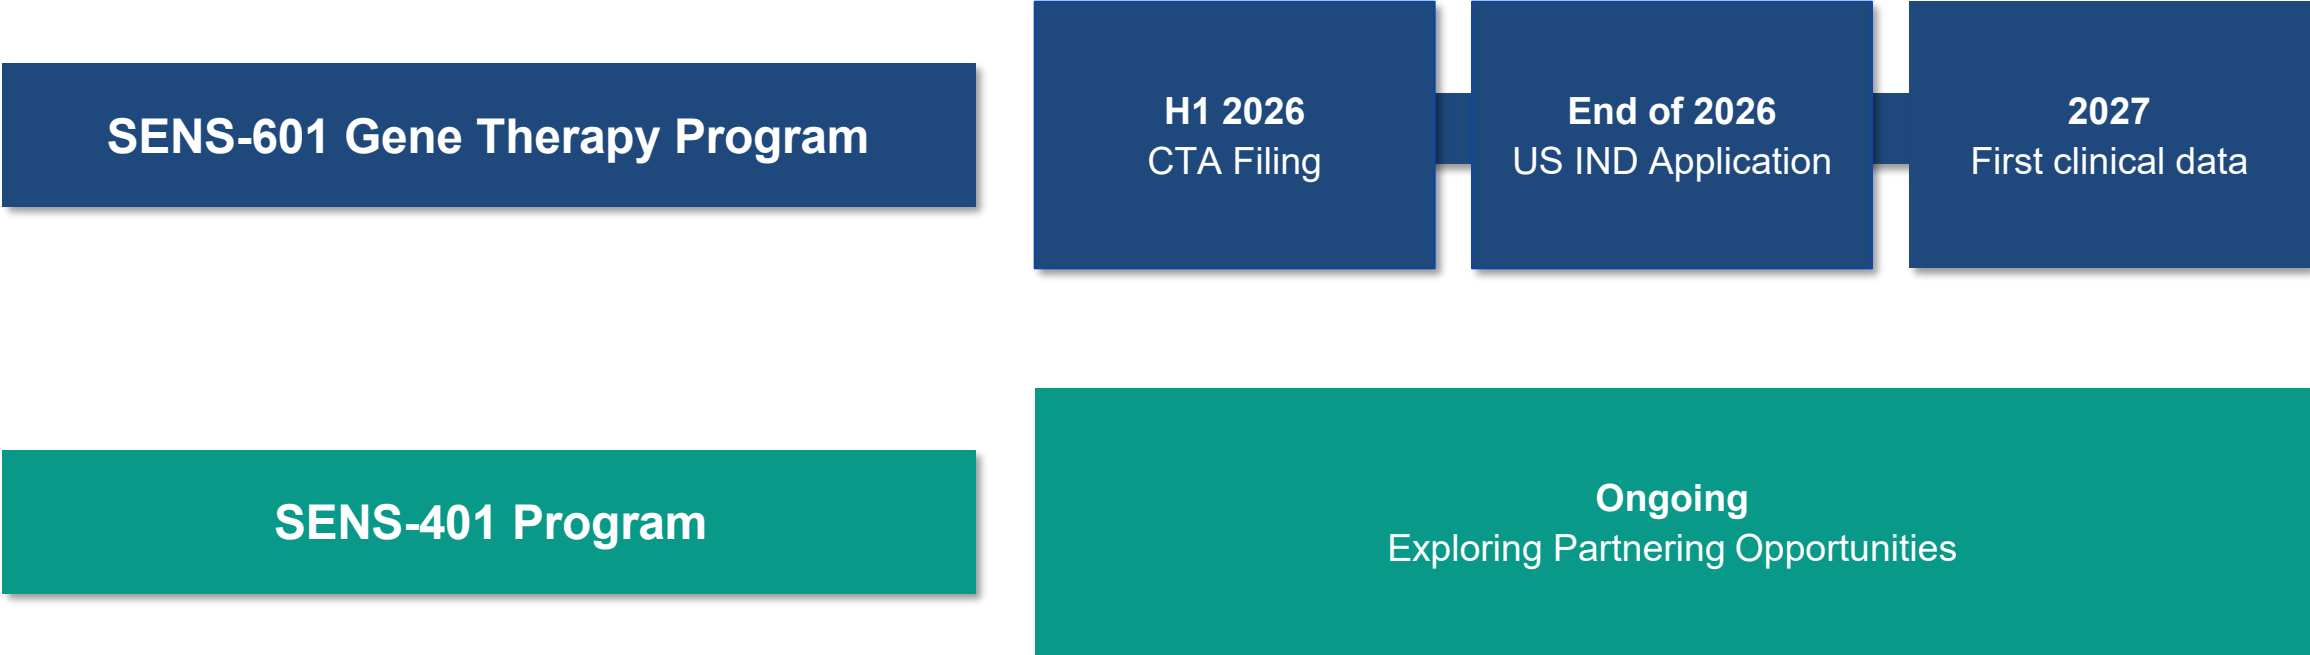 SENS-601 Gene Therapy Program
H1 2026
CTA Filing
End of 2026
US IND Application
2027
First clinical data
SENS-401 Program
Ongoing
Exploring Partnering Opportunities